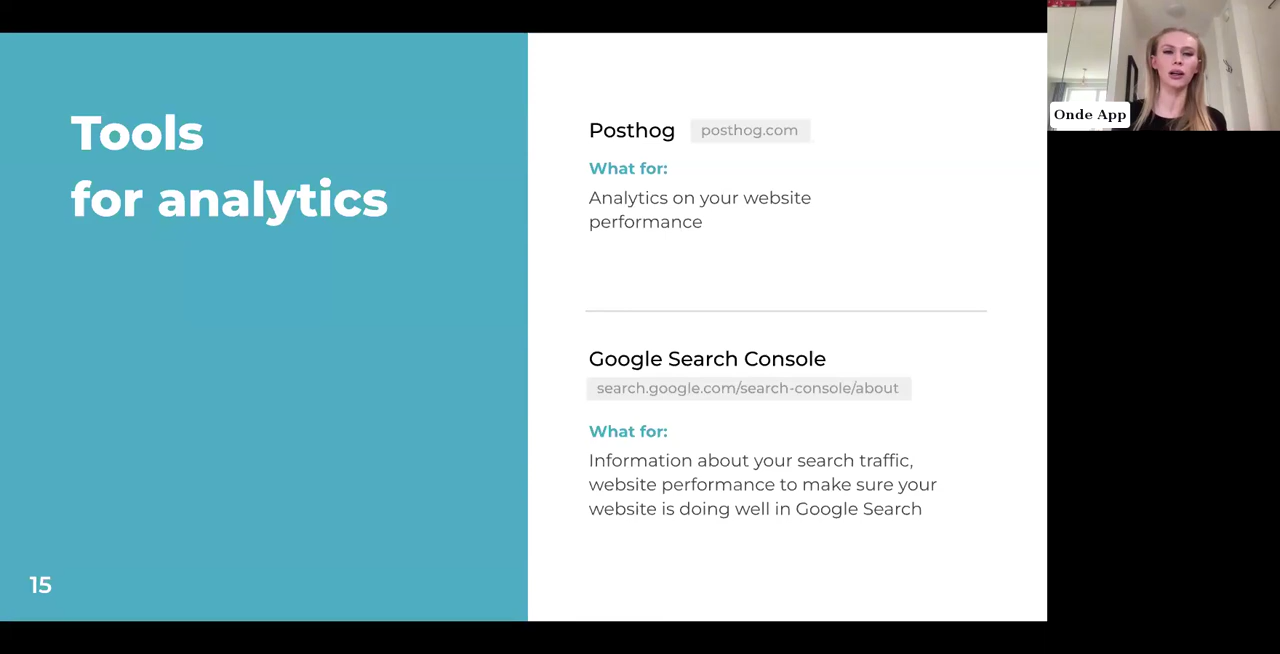 Tools
for analytics
15
Posthog posthog.com
What for:
Analytics on your website
performance
Google Search Console
search.google.com/search-console/about
What for:
Information about your search traffic,
website performance to make sure your
website is doing well in Google Search
Onde App